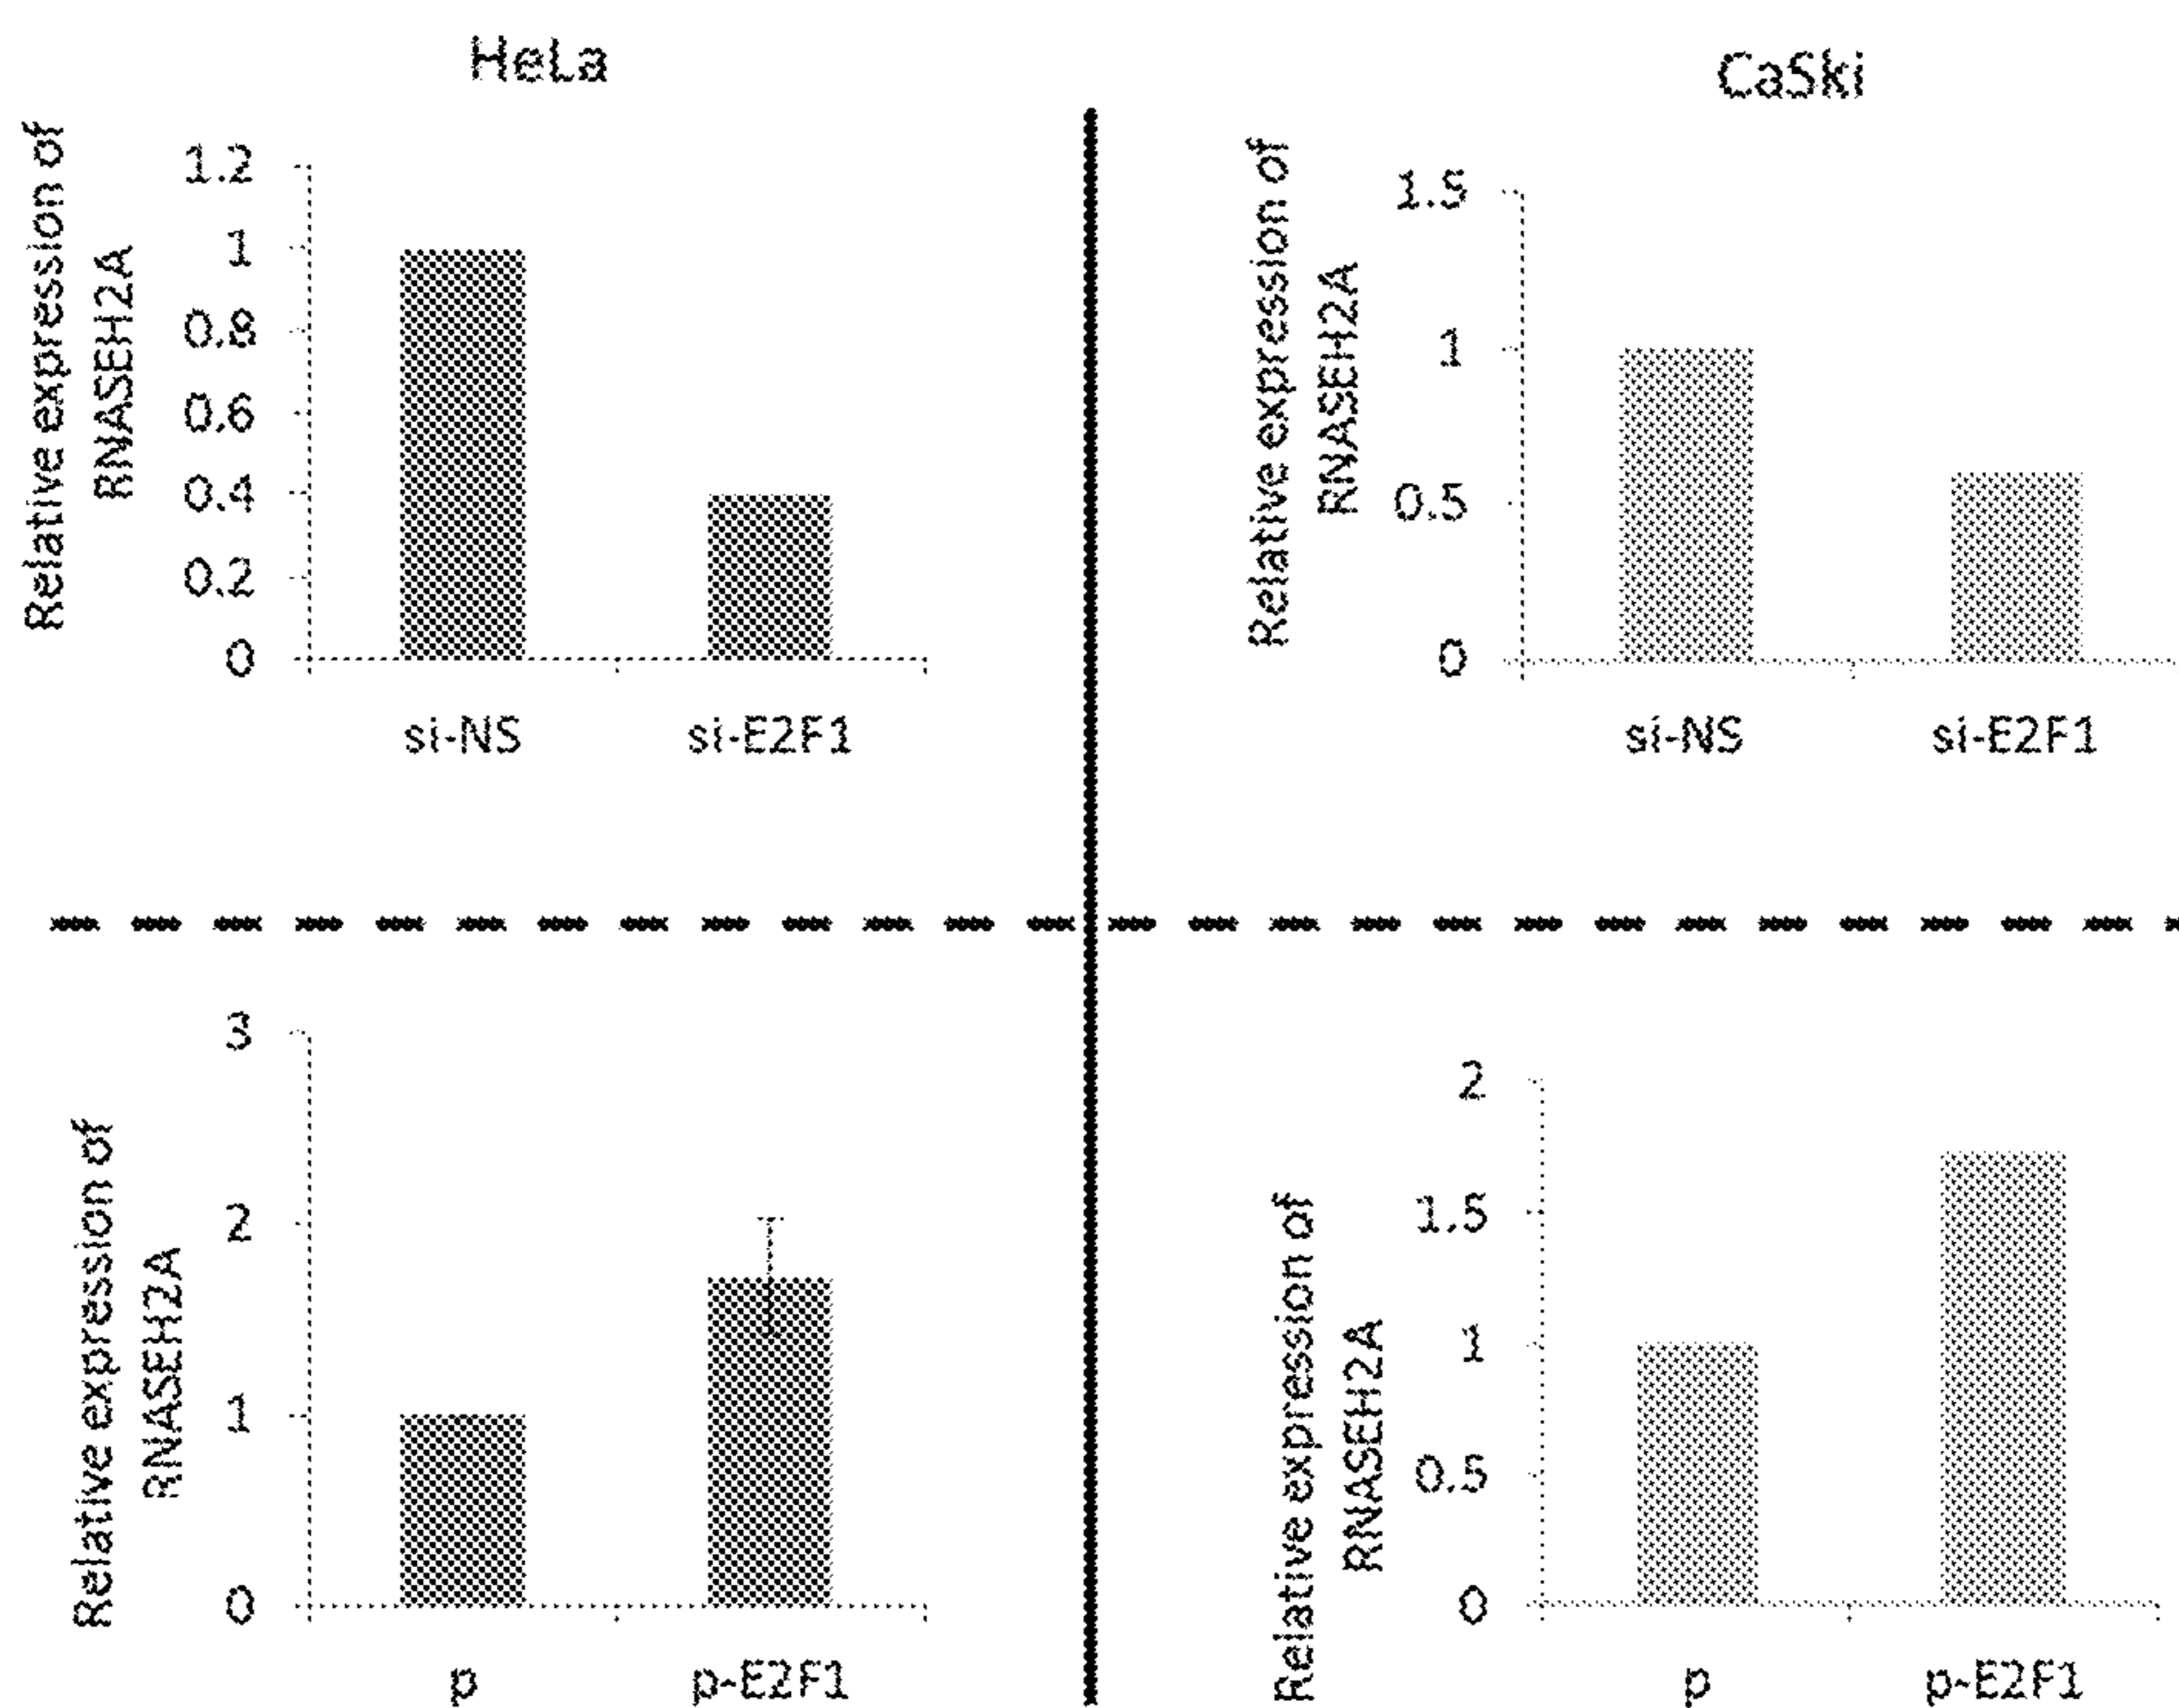 HeLa
Relative expression of
RNASEH2A
1.2
1
0.8
0.6
0.4
0.2
0
si-NS
si-E2F1
CaSki
Relative expression of
RNASEH2A
1.5
1
0.5
0
si-NS
si-E2F1
Relative expression of
RNASEH2A
3
2
1
0
p
p-E2F1
Relative expression of
RNASEH2A
2
1.5
1
0.5
0
p
p-E2F1